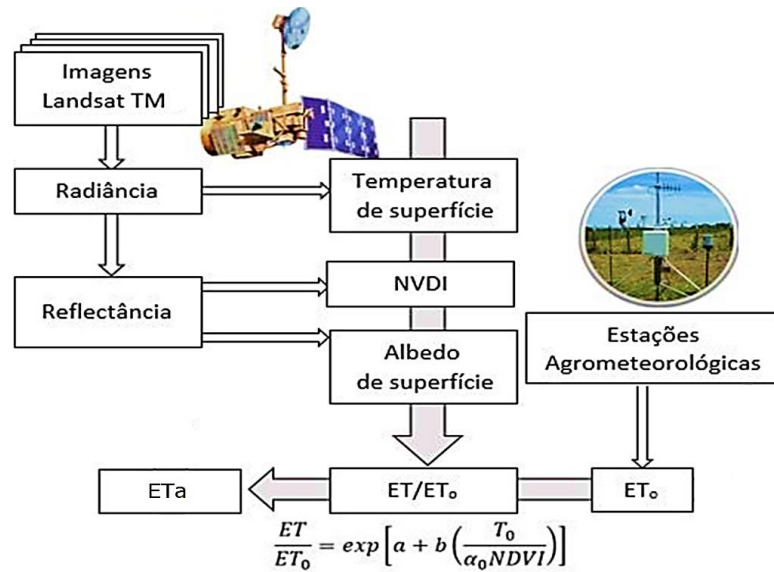 Imagens
Landsat TM
Radiância
Temperatura
de superfície
NVDI
Reflectância
Albedo
de superfície
Estações
Agrometeorológicas
ETa
ET/ET₀
ET₀
ET/ET₀ = exp[a + b(T₀/α₀NDVI)]